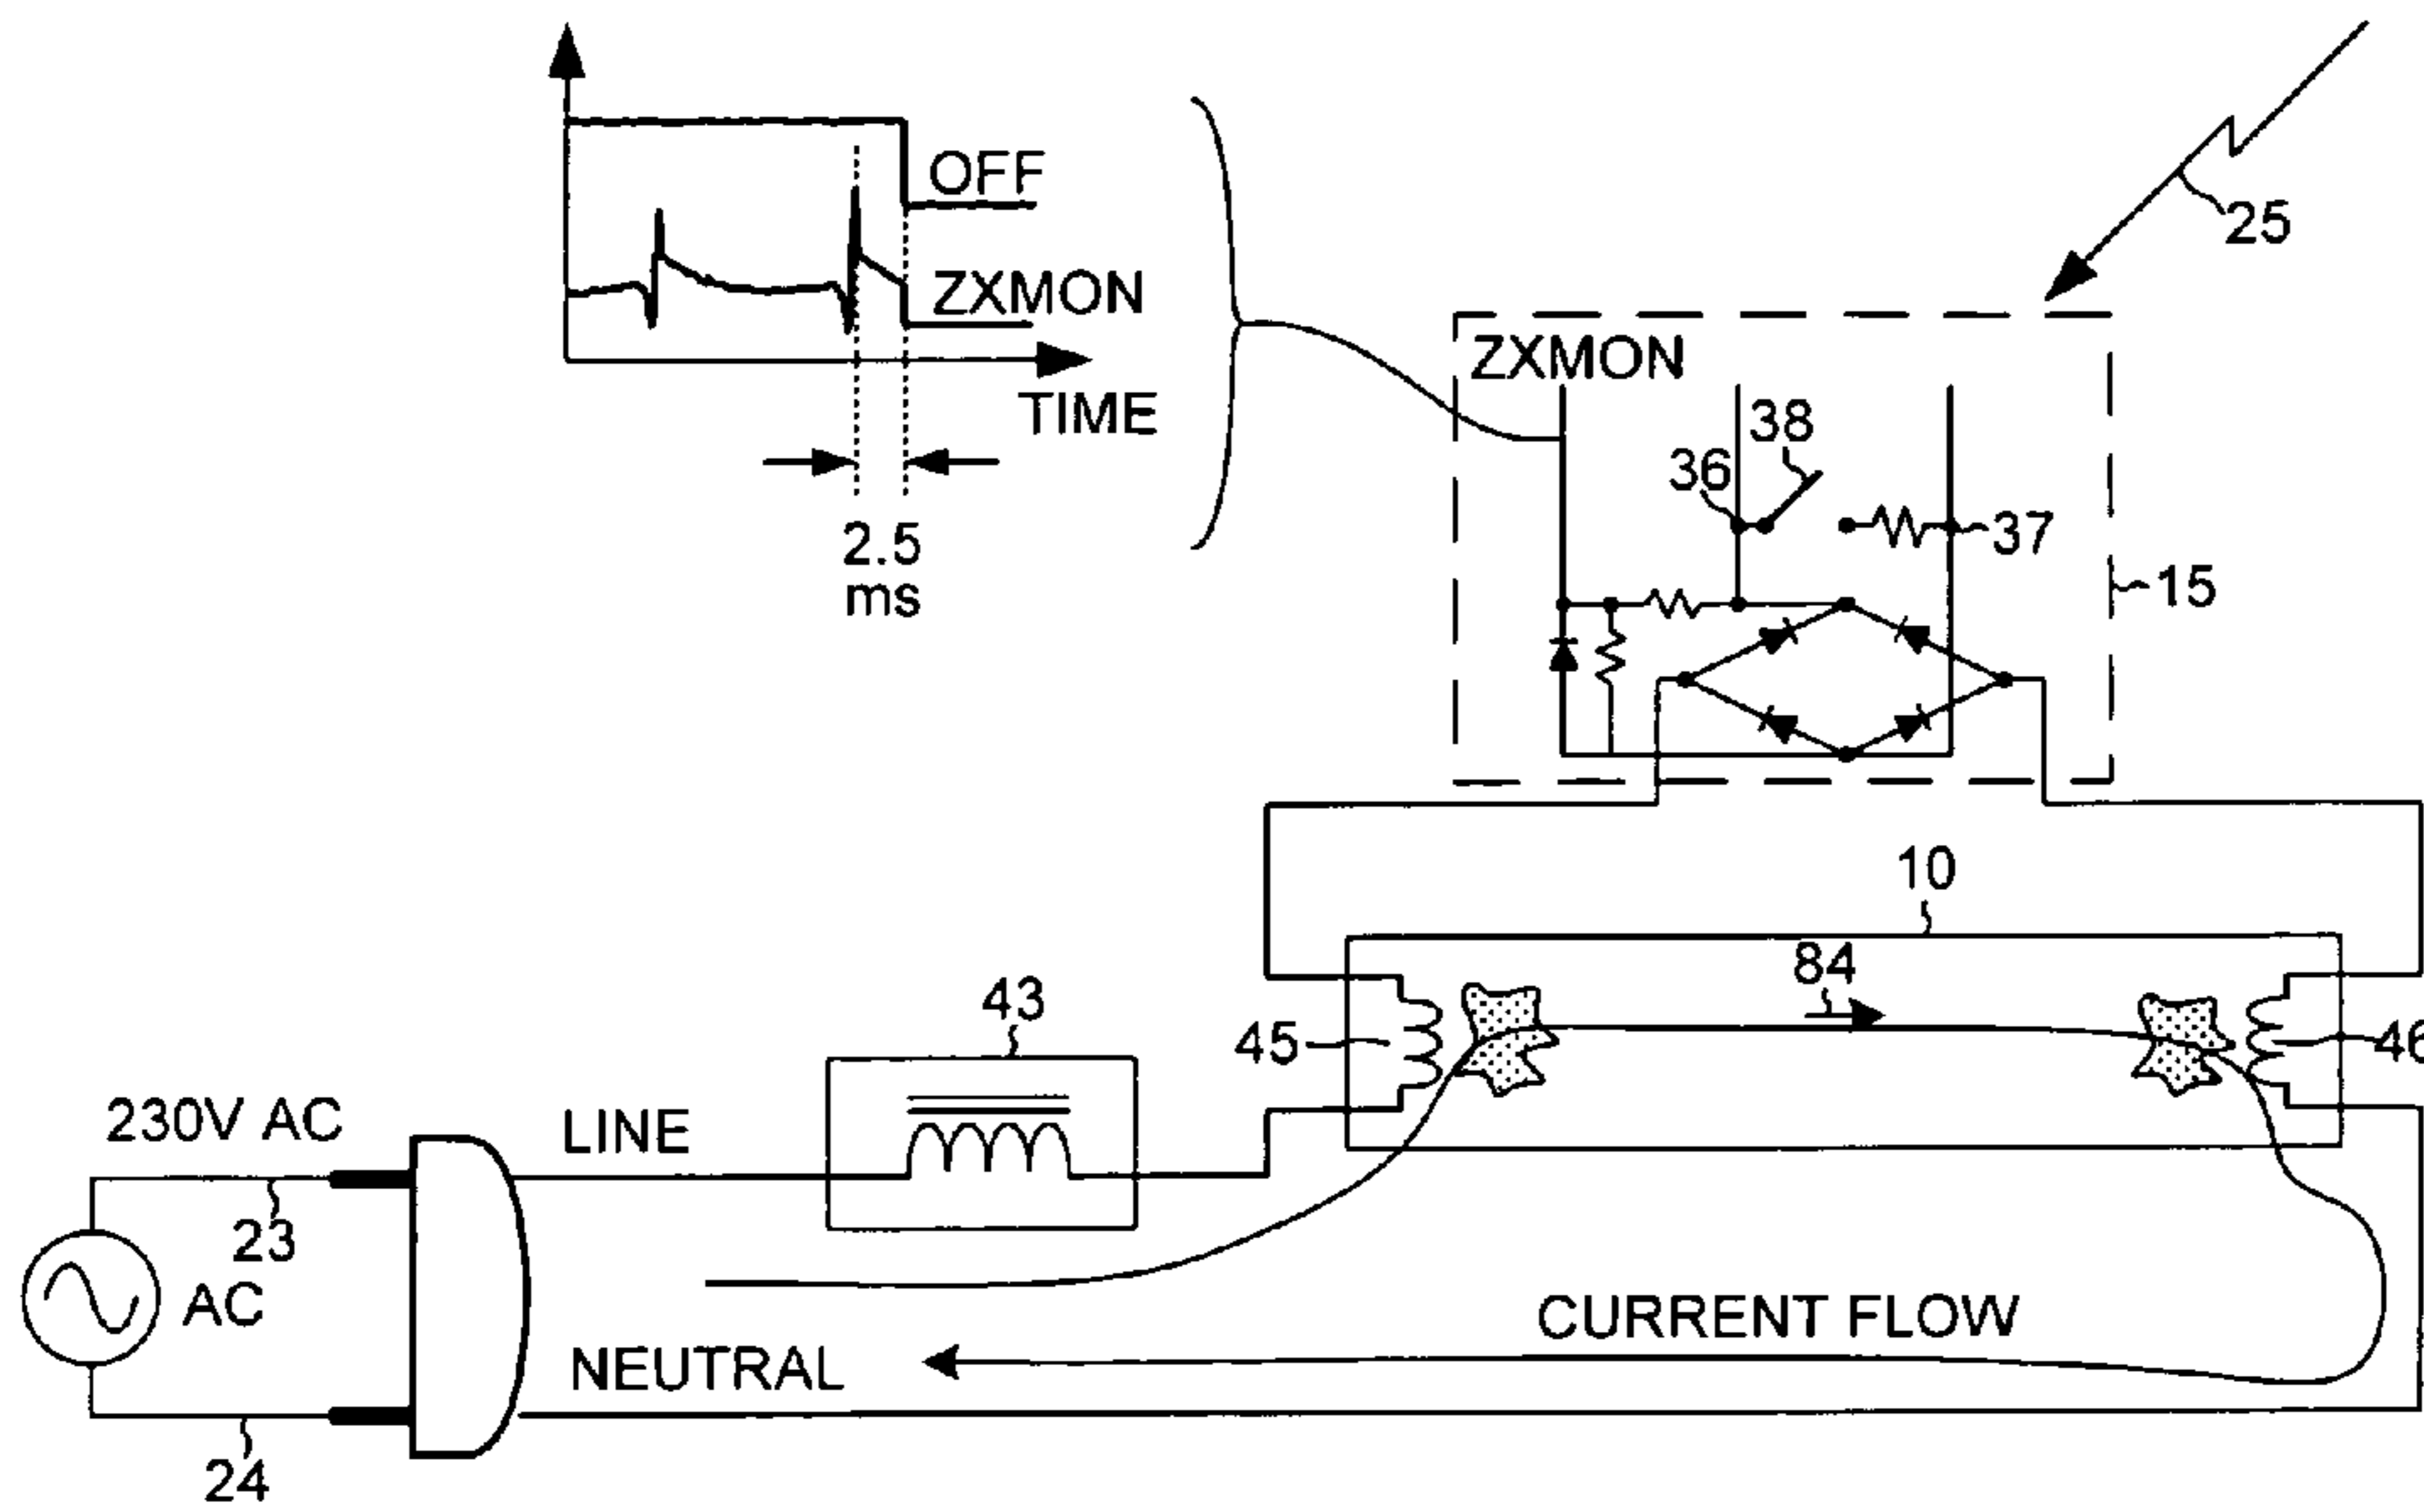 OFF
25
ZXMON
ZXMON
TIME
38
36
37
2.5
ms
15
10
84
43
45
46
230V AC
LINE
23
AC
CURRENT FLOW
NEUTRAL
24